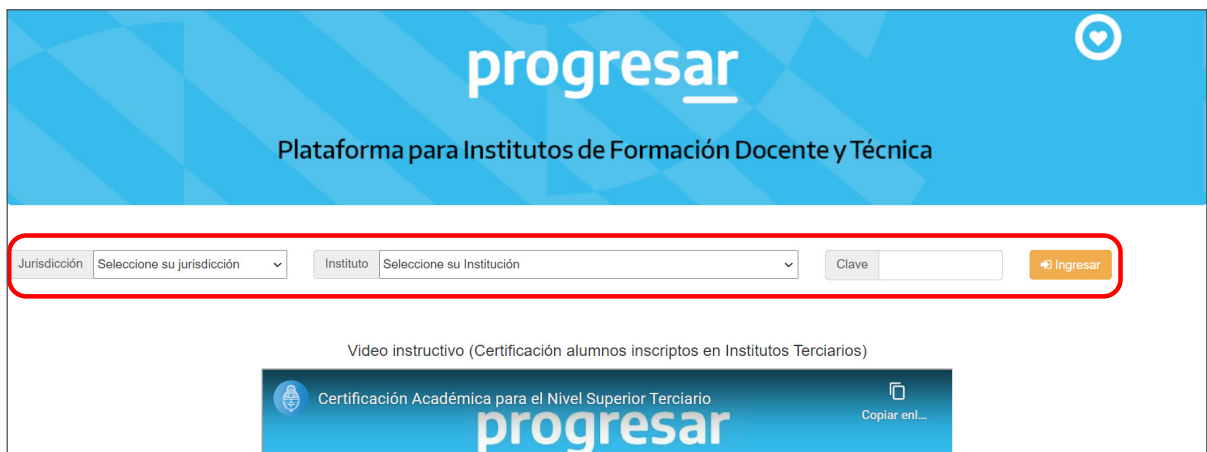 progresar
Plataforma para Institutos de Formación Docente y Técnica
Jurisdicción Seleccione su jurisdicción Instituto Seleccione su Institución Clave Ingresar
Video instructivo (Certificación alumnos inscriptos en Institutos Terciarios)
Certificación Académica para el Nivel Superior Terciario
Copiar enl...
progresar